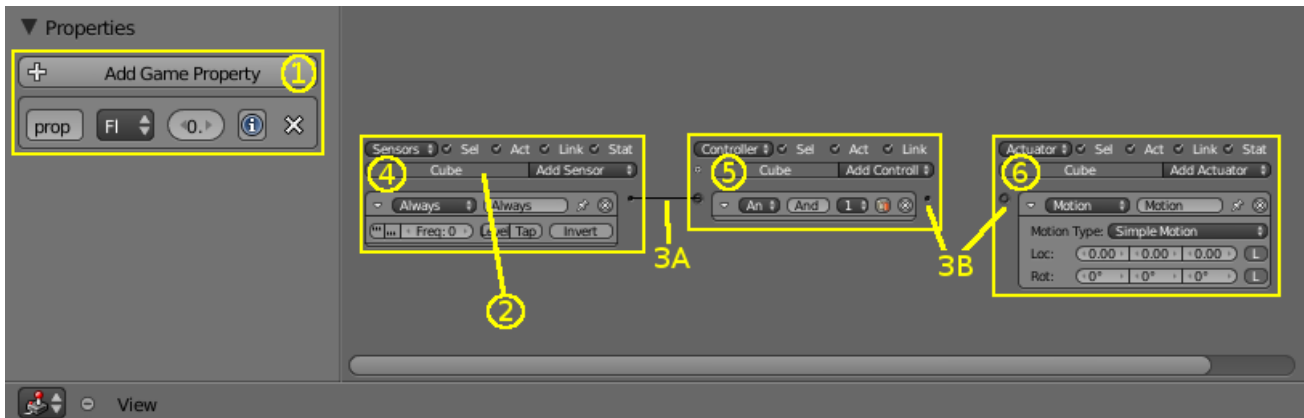 Properties
Add Game Property
1
prop
Fl
0.
Sensors Sel Act Link Stat
4
Cube
Add Sensor
Always
Always
Freq: 0
Level Tap
Invert
2
3A
Controller Sel Act Link
5
Cube
Add Controll
An
And
1
3B
Actuator Sel Act Link Stat
6
Cube
Add Actuator
Motion
Motion
Motion Type: Simple Motion
Loc: 0.00 0.00 0.00 L
Rot: 0° 0° 0° L
View